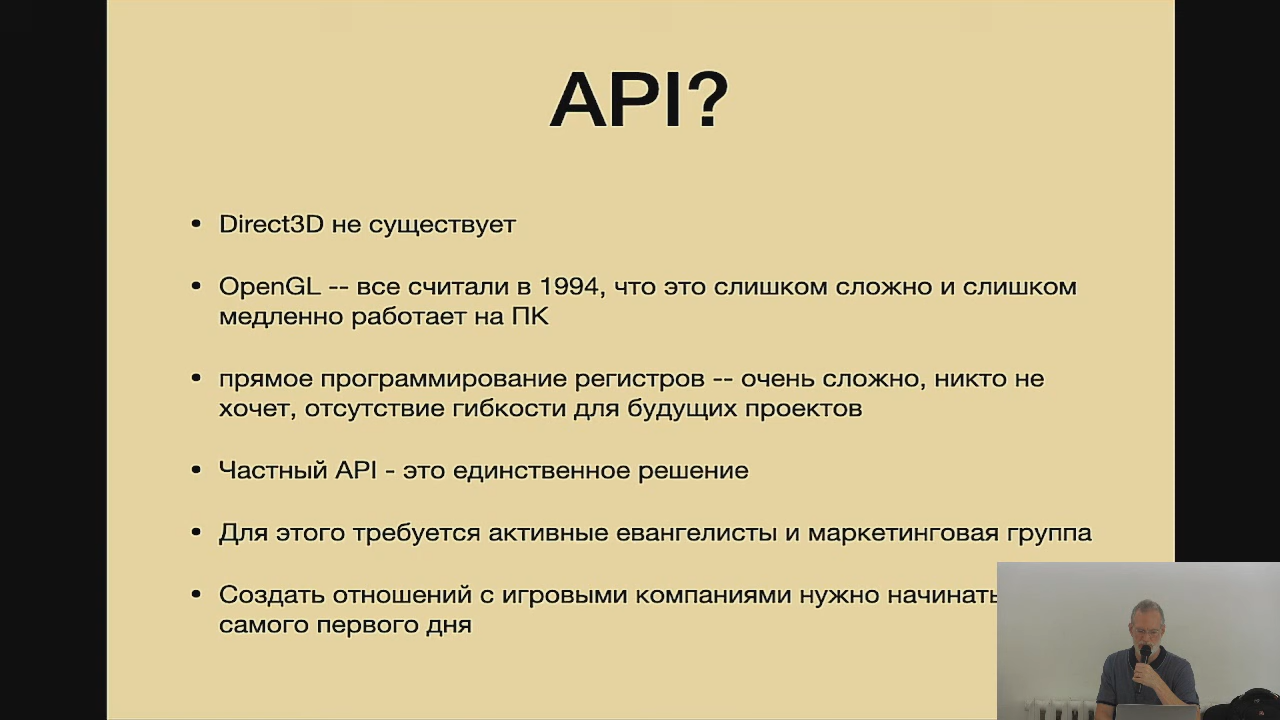 API?
• Direct3D не существует
• OpenGL -- все считали в 1994, что это слишком сложно и слишком
медленно работает на ПК
• прямое программирование регистров -- очень сложно, никто не
хочет, отсутствие гибкости для будущих проектов
• Частный API - это единственное решение
• Для этого требуется активные евангелисты и маркетинговая группа
• Создать отношений с игровыми компаниями нужно начинать
самого первого дня